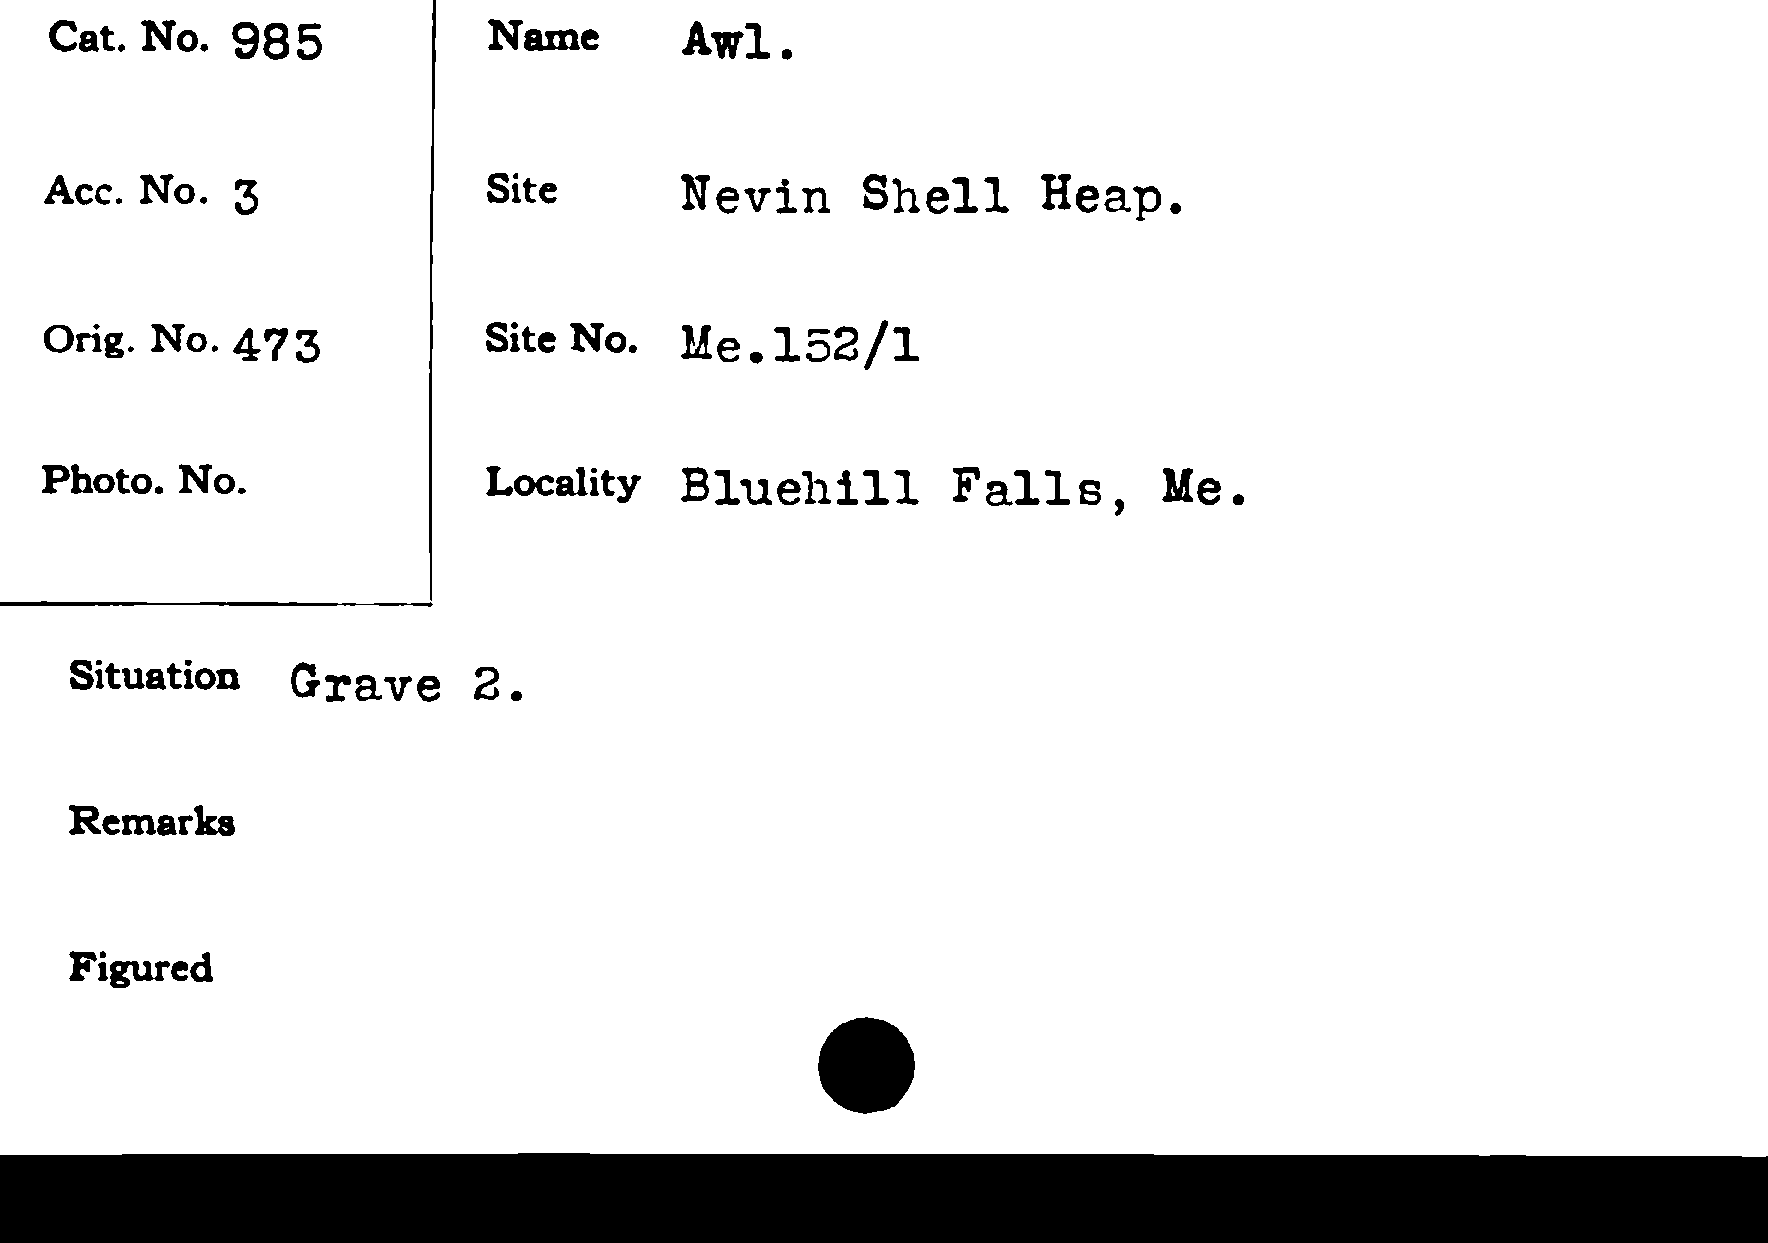 Cat. No. 985
Name Awl.
Acc. No. 3
Site Nevin Shell Heap.
Orig. No. 473
Site No. Me.152/1
Photo. No.
Locality Bluehill Falls, Me.
Situation Grave 2.
Remarks
Figured